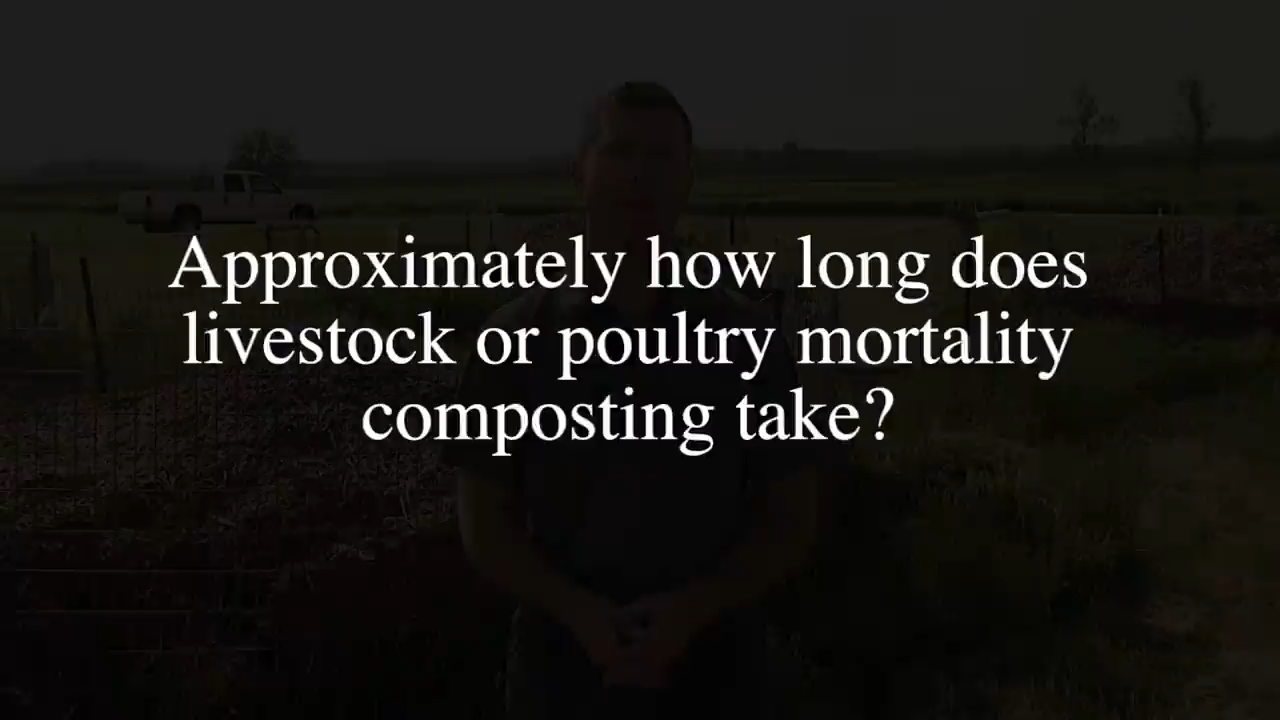 Approximately how long does
livestock or poultry mortality
composting take?